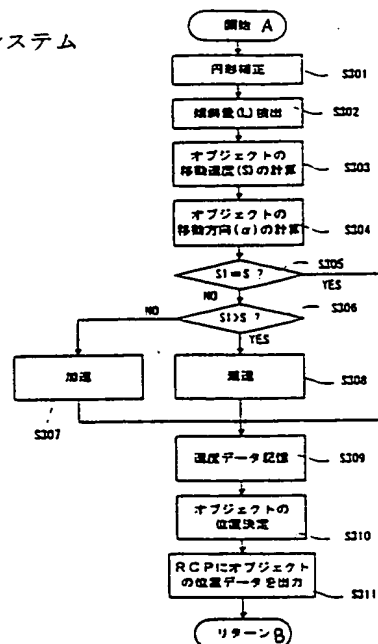 ステム
開始 A
円形補正 S301
傾斜量(L)検出 S302
オブジェクトの
移動速度(S)の計算 S303
オブジェクトの
移動方向(α)の計算 S304
S1=S ? S305
YES
NO
S1>S ? S306
NO
YES
加速 S307
減速 S308
速度データ記憶 S309
オブジェクトの
位置決定 S310
RCPにオブジェクト
の位置データを出力 S311
リターン B